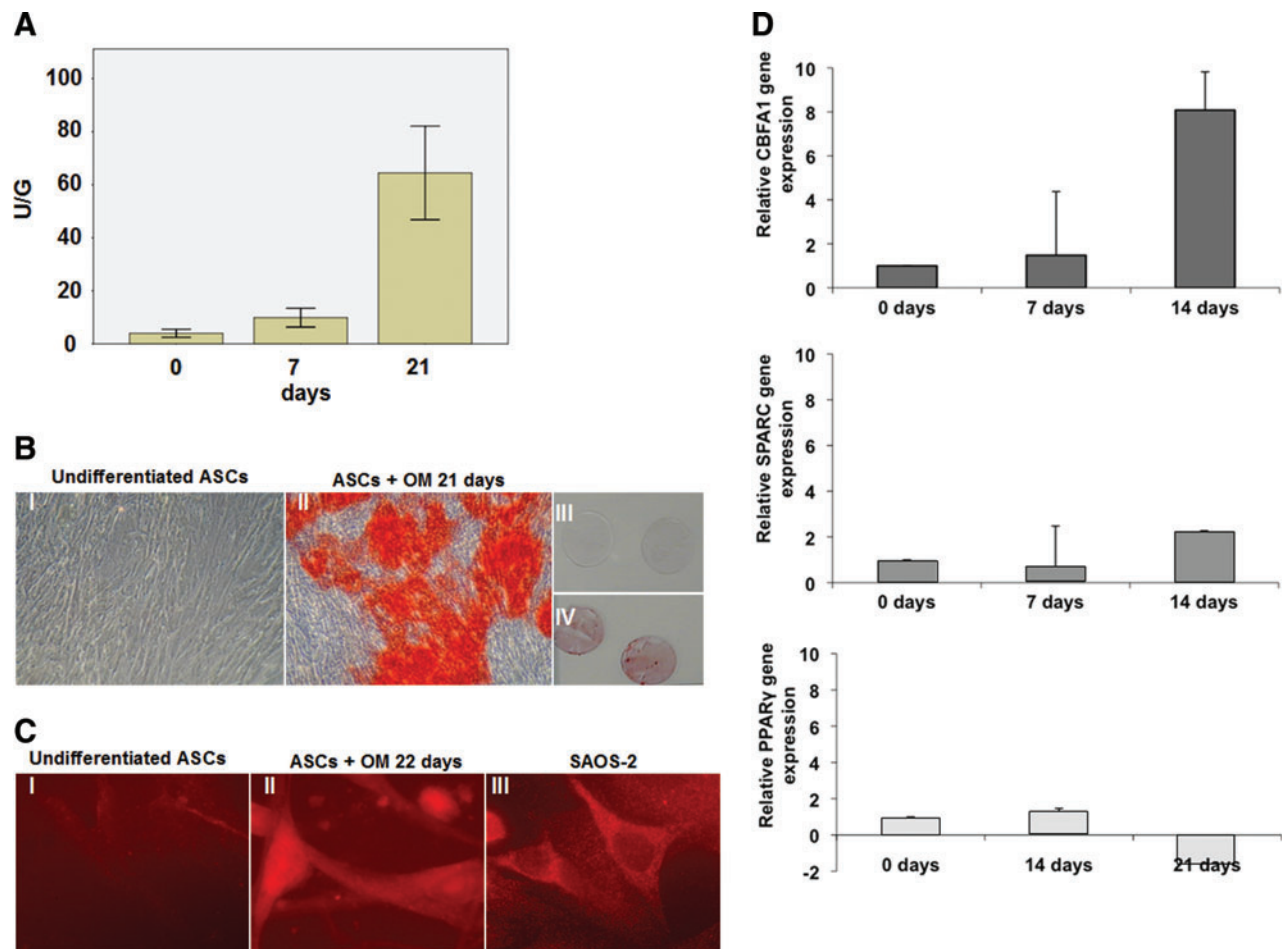 A
100
80
60
40
20
0
U/G
0 7 21
days
B
Undifferentiated ASCs
ASCs + OM 21 days
I
II
III
IV
C
Undifferentiated ASCs
ASCs + OM 22 days
SAOS-2
I
II
III
D
Relative CBFA1 gene
expression
10
8
6
4
2
0
0 days 7 days 14 days
Relative SPARC gene
expression
10
8
6
4
2
0
0 days 7 days 14 days
Relative PPARγ gene
expression
10
8
6
4
2
0
-2
0 days 14 days 21 days